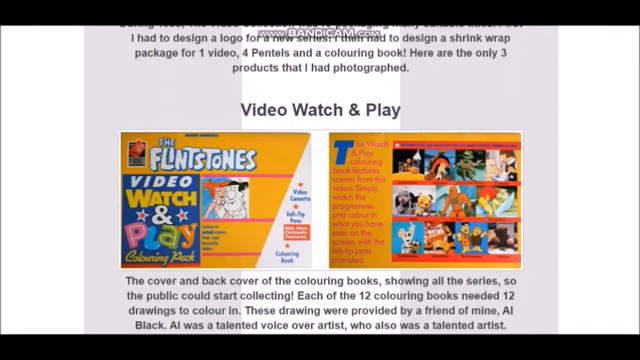 WWW.BANDICAM.COM
I had to design a logo for a new series! I then had to design a shrink wrap
package for 1 video, 4 Pentels and a colouring book! Here are the only 3
products that I had photographed.
Video Watch & Play
THE
FLINTSTONES
VIDEO
WATCH
&
Play
Colouring Pack
Video
Cassette
Felt-Tip
Pens
Colouring
Book
The Watch
& Play
colouring
book features
scenes from this
video. Simply
watch the
programme
and colour in
what you have
seen on the
screen, with the
felt-tip pens
provided.
The cover and back cover of the colouring books, showing all the series, so
the public could start collecting! Each of the 12 colouring books needed 12
drawings to colour in. These drawing were provided by a friend of mine, Al
Black. Al was a talented voice over artist, who also was a talented artist.